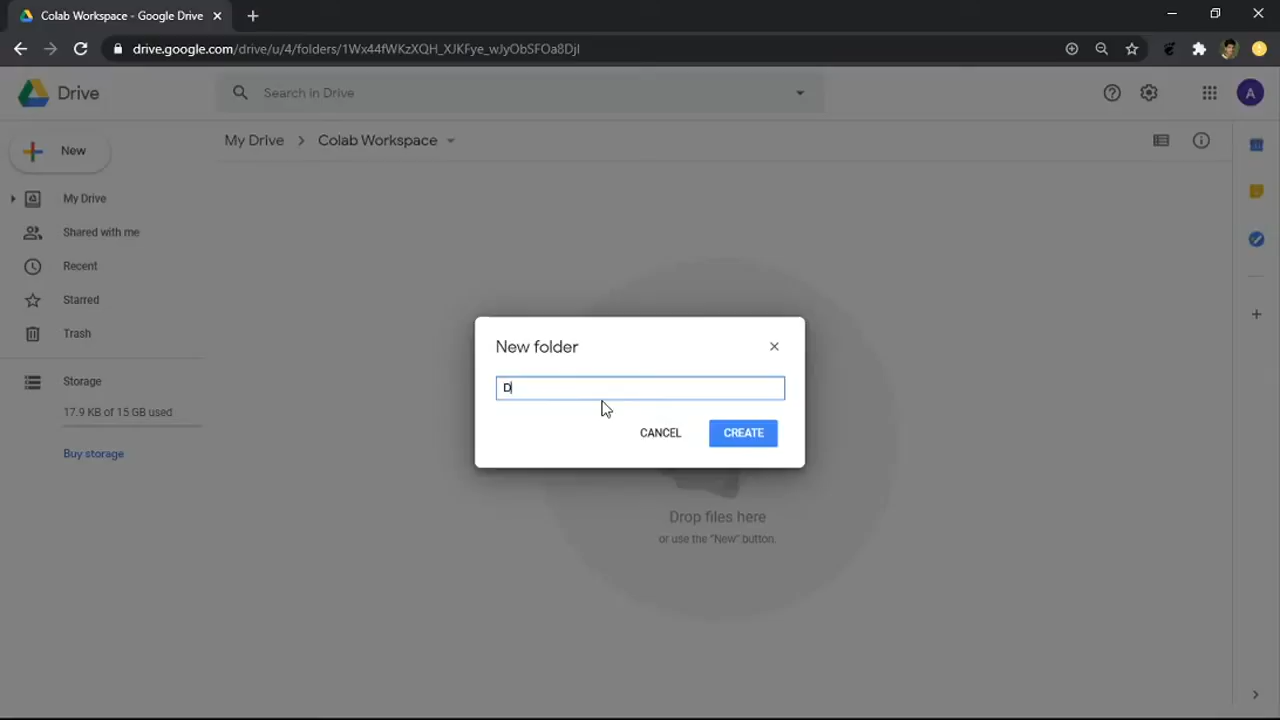 Colab Workspace - Google Drive
drive.google.com/drive/u/4/folders/1Wx44fWKzXQH_XJKFye_wJyObSFOa8DjI
Drive
Search in Drive
A
New
My Drive
Colab Workspace
My Drive
Shared with me
Recent
Starred
Trash
Storage
17.9 KB of 15 GB used
Buy storage
New folder
D
CANCEL
CREATE
Drop files here
or use the "New" button.